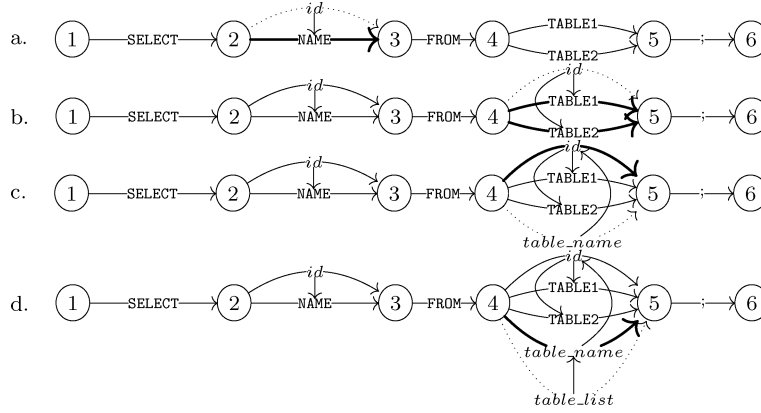 id
TABLE1
a. 1 SELECT 2 NAME 3 FROM 4 5 ; 6
TABLE2
id
id
TABLE1
b. 1 SELECT 2 NAME 3 FROM 4 5 ; 6
TABLE2
id
id
TABLE1
c. 1 SELECT 2 NAME 3 FROM 4 5 ; 6
TABLE2
table_name
id
id
TABLE1
d. 1 SELECT 2 NAME 3 FROM 4 5 ; 6
TABLE2
table_name
table_list